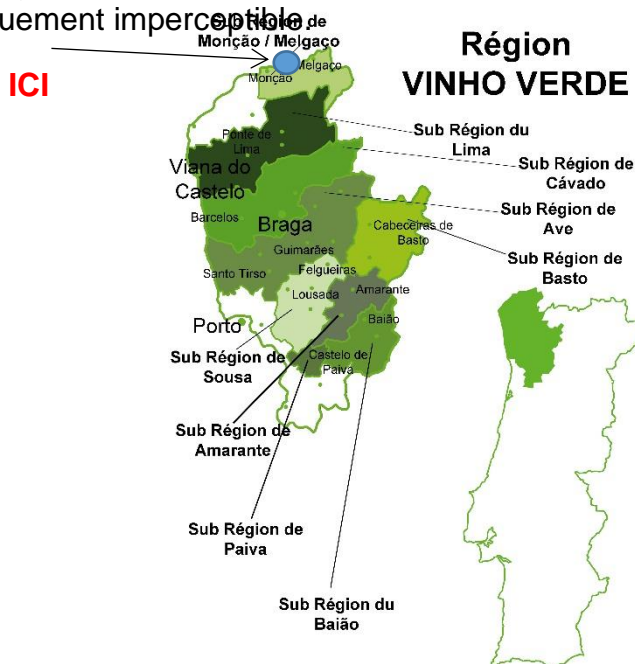 uement imperceptible
ICI
Sub Région de
Monção / Melgaço
Région
VINHO VERDE
Melgaço
Monção
Sub Région du
Lima
Ponte de
Lima
Sub Région de
Cávado
Viana do
Castelo
Sub Région de
Ave
Barcelos
Braga
Cabeceiras de
Basto
Guimarães
Sub Région de
Basto
Santo Tirso
Felgueiras
Lousada
Amarante
Porto
Baião
Sub Région de
Sousa
Castelo de
Paiva
Sub Région de
Amarante
Sub Région de
Paiva
Sub Région du
Baião